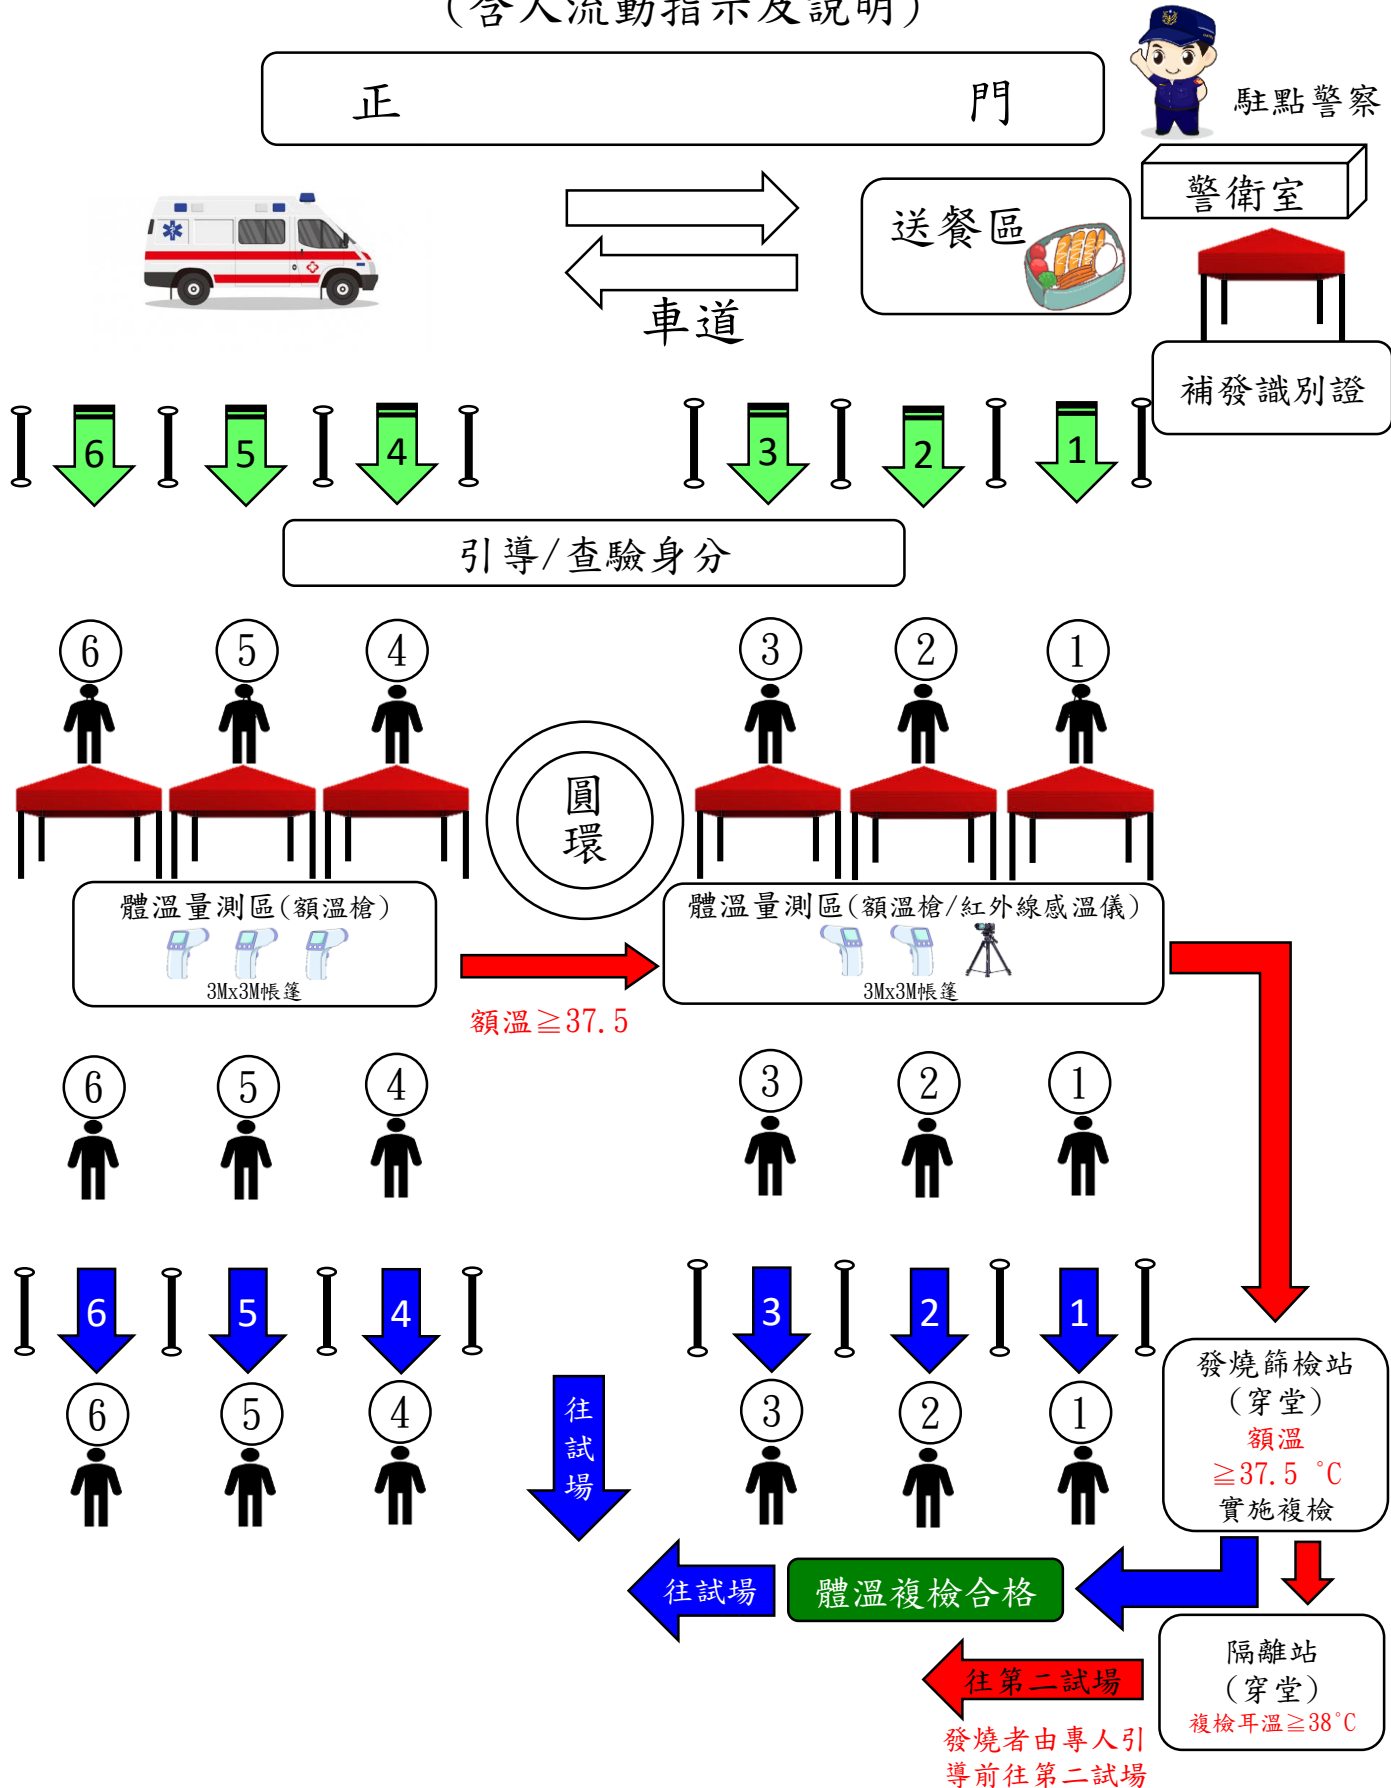 (含人流動指示及說明)
正 門
駐點警察
警衛室
送餐區
車道
補發識別證
6 5 4 3 2 1
引導/查驗身分
6 5 4 3 2 1
圓
環
體溫量測區(額溫槍)
3Mx3M帳篷
體溫量測區(額溫槍/紅外線感溫儀)
3Mx3M帳篷
額溫≧37.5
6 5 4 3 2 1
6 5 4 3 2 1
6 5 4 3 2 1
往
試
場
發燒篩檢站
(穿堂)
額溫
≧37.5 °C
實施複檢
往試場
體溫複檢合格
隔離站
(穿堂)
複檢耳溫≧38°C
往第二試場
發燒者由專人引
導前往第二試場